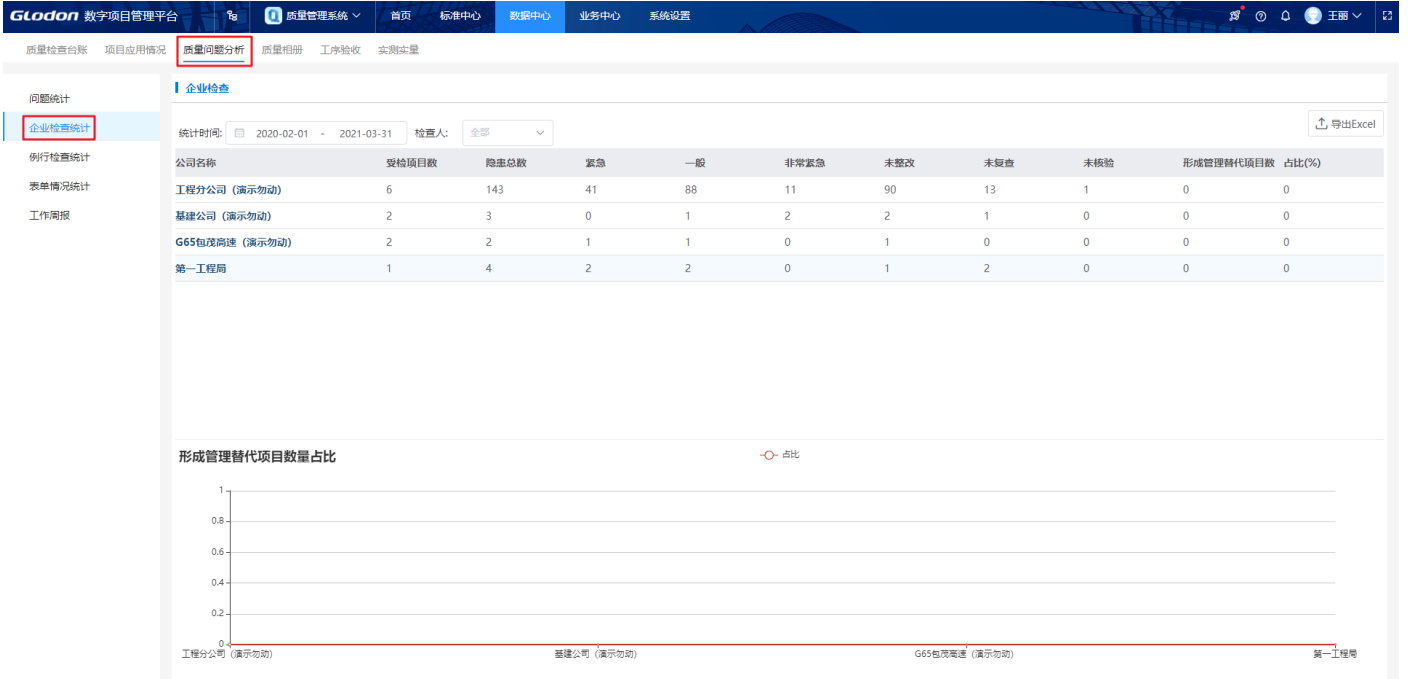 GLodon 数字项目管理平台 质量管理系统 首页 标准中心 数据中心 业务中心 系统设置 王丽
质量检查台账 项目应用情况 质量问题分析 质量相册 工序验收 实测实量
问题统计
企业检查统计
例行检查统计
表单情况统计
工作周报
企业检查
统计时间: 2020-02-01 - 2021-03-31 检查人: 全部 导出Excel
公司名称 受检项目数 隐患总数 紧急 一般 非常紧急 未整改 未复查 未核验 形成管理替代项目数 占比(%)
工程分公司（演示勿动） 6 143 41 88 11 90 13 1 0 0
基建公司（演示勿动） 2 3 0 1 2 2 1 0 0 0
G65包茂高速（演示勿动） 2 2 1 1 0 1 0 0 0 0
第一工程局 1 4 2 2 0 1 2 0 0 0
形成管理替代项目数量占比 占比
1
0.8
0.6
0.4
0.2
0
工程分公司（演示勿动） 基建公司（演示勿动） G65包茂高速（演示勿动） 第一工程局